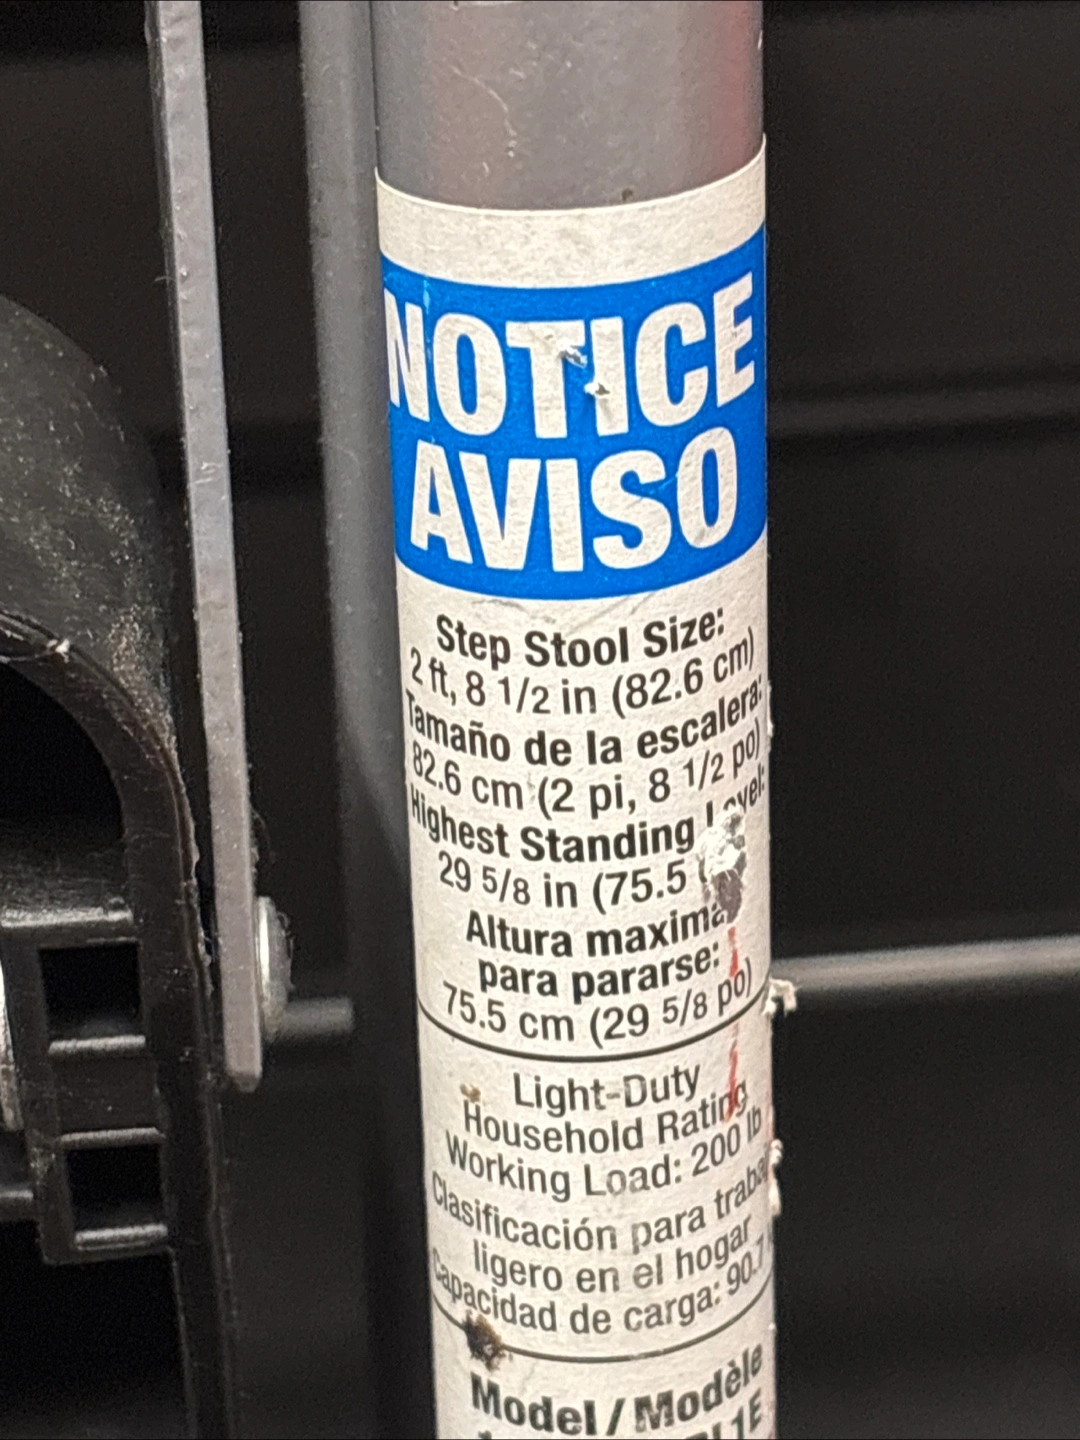 NOTICE
AVISO
Step Stool Size:
2 ft, 8 1/2 in (82.6 cm)
Tamaño de la escalera:
82.6 cm (2 pi, 8 1/2 po)
Highest Standing Level:
29 5/8 in (75.5
Altura maxima
para pararse:
75.5 cm (29 5/8 po)
Light-Duty
Household Rating
Working Load: 200 lb
Clasificación para
ligero en el hogar
Capacidad de carga: 90.7
Model / Modèle